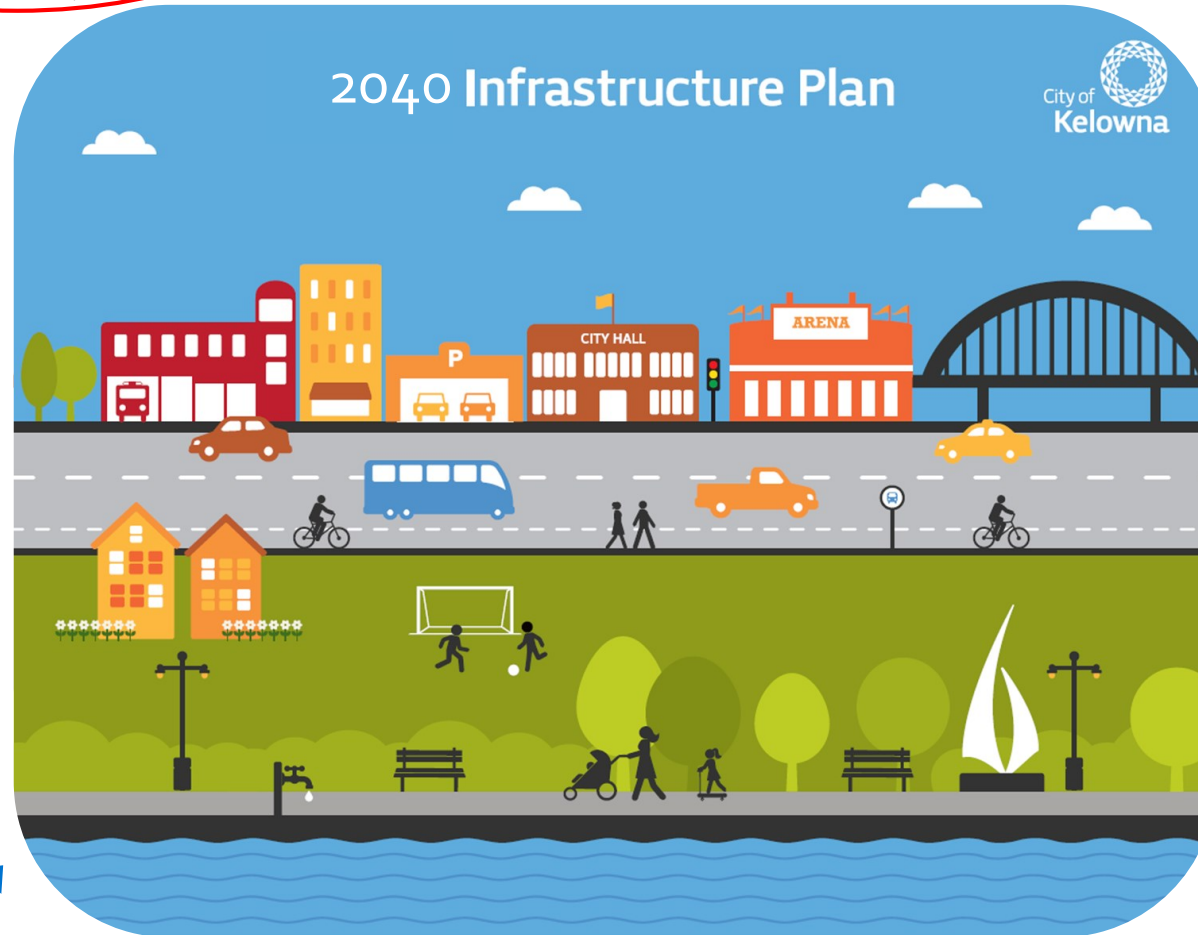 2040 Infrastructure Plan
City of
Kelowna
P
CITY HALL
ARENA